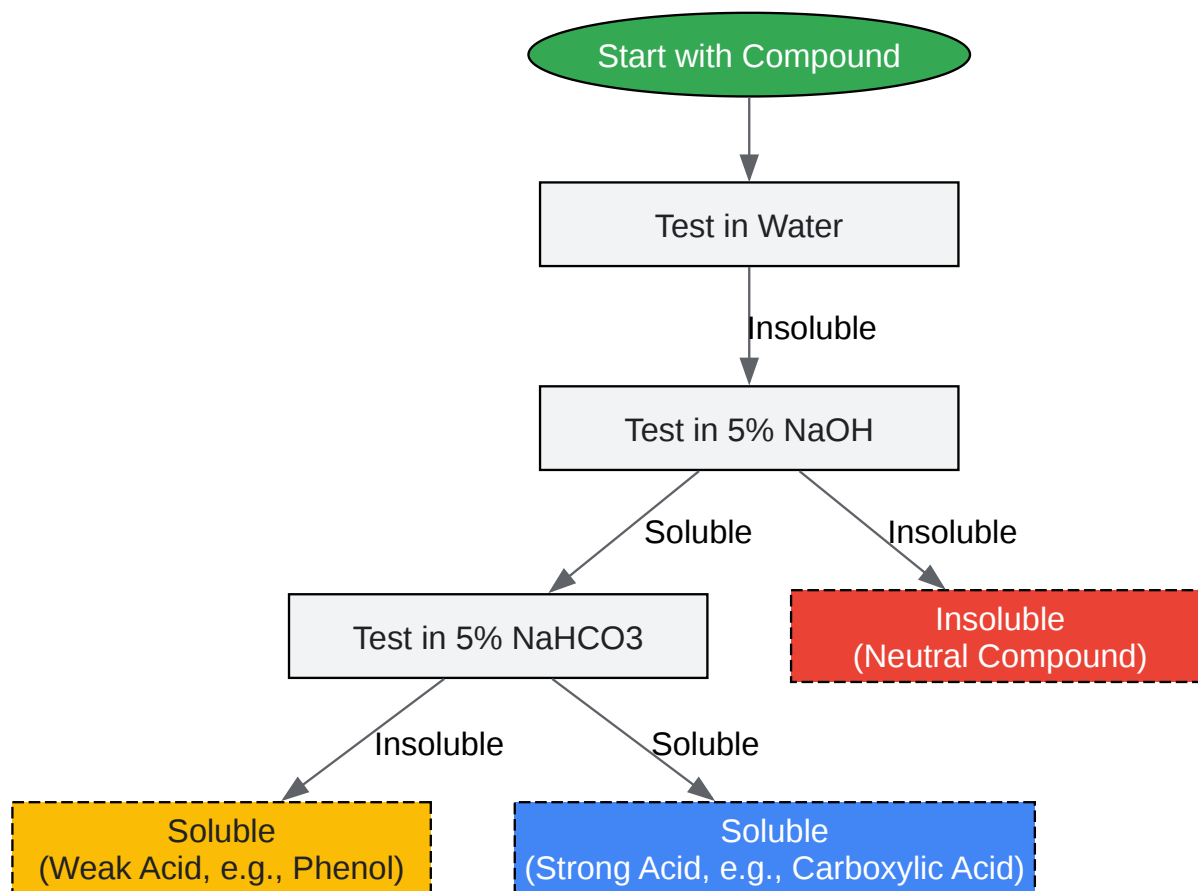 Start with Compound
Test in Water
Insoluble
Test in 5% NaOH
Soluble
Insoluble
Test in 5% NaHCO3
Insoluble
(Neutral Compound)
Insoluble
Soluble
Soluble
(Weak Acid, e.g., Phenol)
Soluble
(Strong Acid, e.g., Carboxylic Acid)